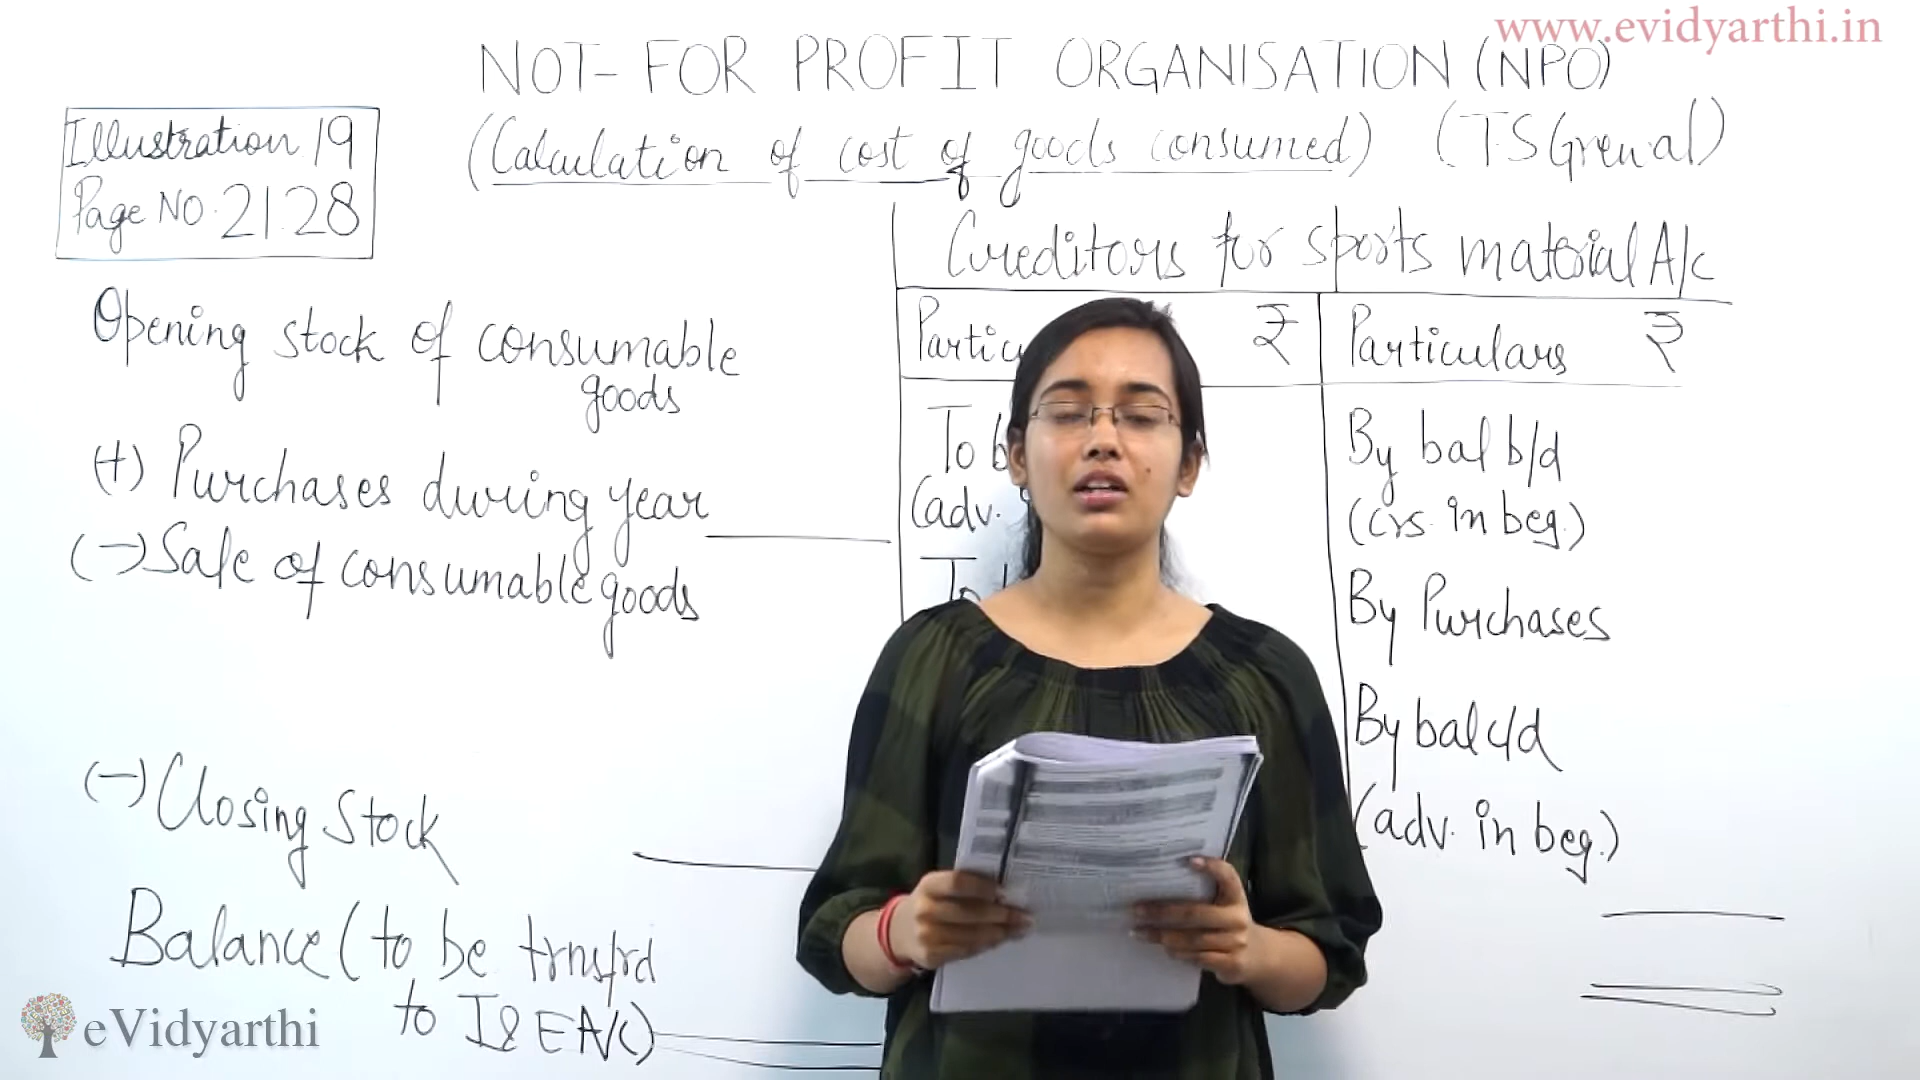 www.evidyarthi.in
NOT-FOR PROFIT ORGANISATION (NPO)
(Calculation of cost of goods consumed) (TS Grewal)
Illustration 19
Page NO. 21.28
Opening stock of consumable
goods
(+) Purchases during year
(-) Sale of consumable goods
(-) Closing Stock
Balance (to be trnsfrd
to I & E A/c)
Creditors for sports material A/c
₹ Particulars ₹
To
(adv.
To
By bal b/d
(crs. in beg.)
By Purchases
By bal c/d
(adv. in beg.)
eVidyarthi